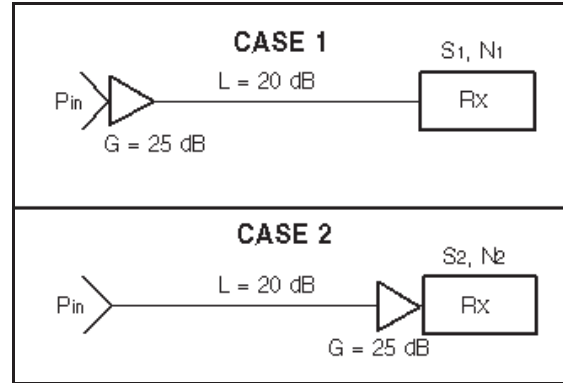 CASE 1
S1, N1
L = 20 dB
Pin
Rx
G = 25 dB
CASE 2
S2, N2
L = 20 dB
Pin
Rx
G = 25 dB